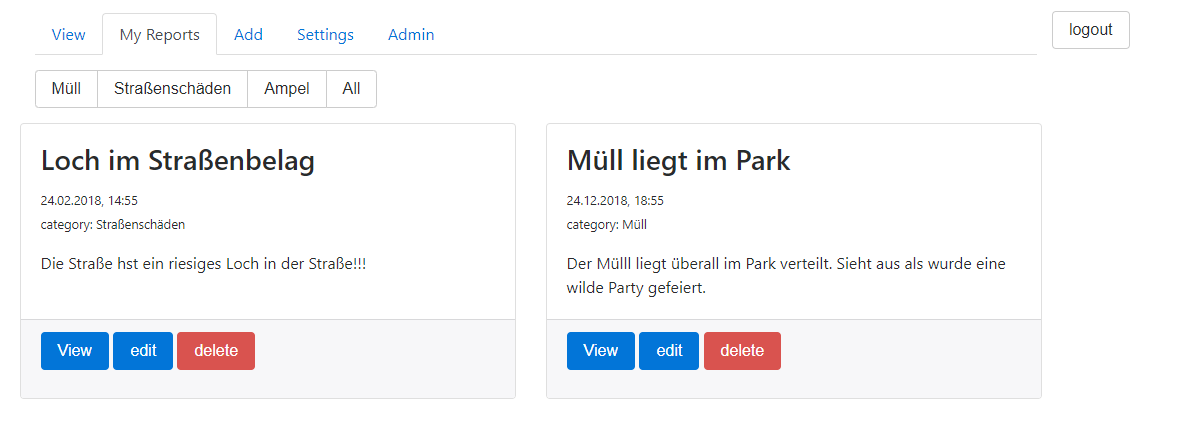 View My Reports Add Settings Admin logout
Müll Straßenschäden Ampel All
Loch im Straßenbelag
24.02.2018, 14:55
category: Straßenschäden
Die Straße hst ein riesiges Loch in der Straße!!!
View edit delete
Müll liegt im Park
24.12.2018, 18:55
category: Müll
Der Mülll liegt überall im Park verteilt. Sieht aus als wurde eine
wilde Party gefeiert.
View edit delete